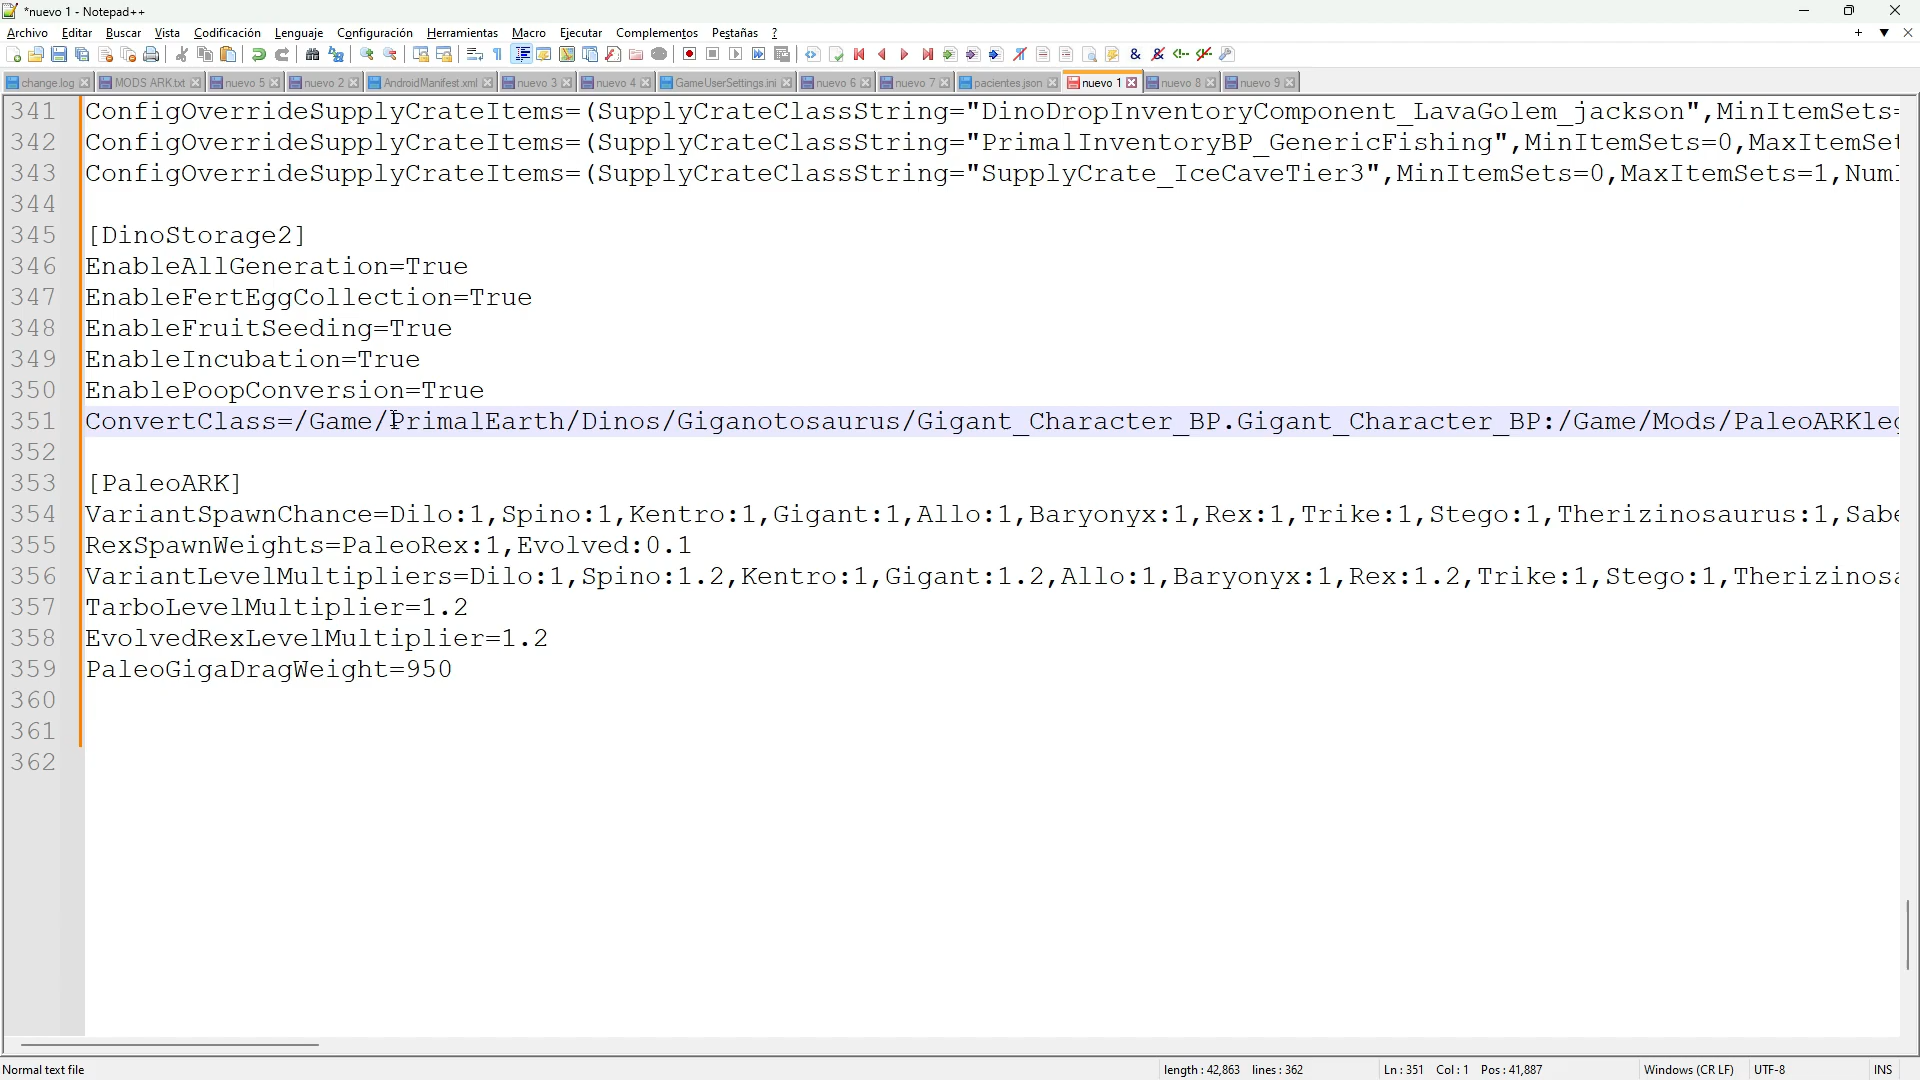 *nuevo 1 - Notepad++
Archivo Editar Buscar Vista Codificación Lenguaje Configuración Herramientas Macro Ejecutar Complementos Pestañas ?
change.log MODS ARK.txt nuevo 5 nuevo 2 AndroidManifest.xml nuevo 3 nuevo 4 GameUserSettings.ini nuevo 6 nuevo 7 pacientes.json nuevo 1 nuevo 8 nuevo 9
341 ConfigOverrideSupplyCrateItems=(SupplyCrateClassString="DinoDropInventoryComponent_LavaGolem_jackson",MinItemSets=
342 ConfigOverrideSupplyCrateItems=(SupplyCrateClassString="PrimalInventoryBP_GenericFishing",MinItemSets=0,MaxItemSet
343 ConfigOverrideSupplyCrateItems=(SupplyCrateClassString="SupplyCrate_IceCaveTier3",MinItemSets=0,MaxItemSets=1,Num
344
345 [DinoStorage2]
346 EnableAllGeneration=True
347 EnableFertEggCollection=True
348 EnableFruitSeeding=True
349 EnableIncubation=True
350 EnablePoopConversion=True
351 ConvertClass=/Game/PrimalEarth/Dinos/Giganotosaurus/Gigant_Character_BP.Gigant_Character_BP:/Game/Mods/PaleoARKle
352
353 [PaleoARK]
354 VariantSpawnChance=Dilo:1,Spino:1,Kentro:1,Gigant:1,Allo:1,Baryonyx:1,Rex:1,Trike:1,Stego:1,Therizinosaurus:1,Sabe
355 RexSpawnWeights=PaleoRex:1,Evolved:0.1
356 VariantLevelMultipliers=Dilo:1,Spino:1.2,Kentro:1,Gigant:1.2,Allo:1,Baryonyx:1,Rex:1.2,Trike:1,Stego:1,Therizinosa
357 TarboLevelMultiplier=1.2
358 EvolvedRexLevelMultiplier=1.2
359 PaleoGigaDragWeight=950
360
361
362
Normal text file length : 42,863 lines : 362 Ln : 351 Col : 1 Pos : 41,887 Windows (CR LF) UTF-8 INS